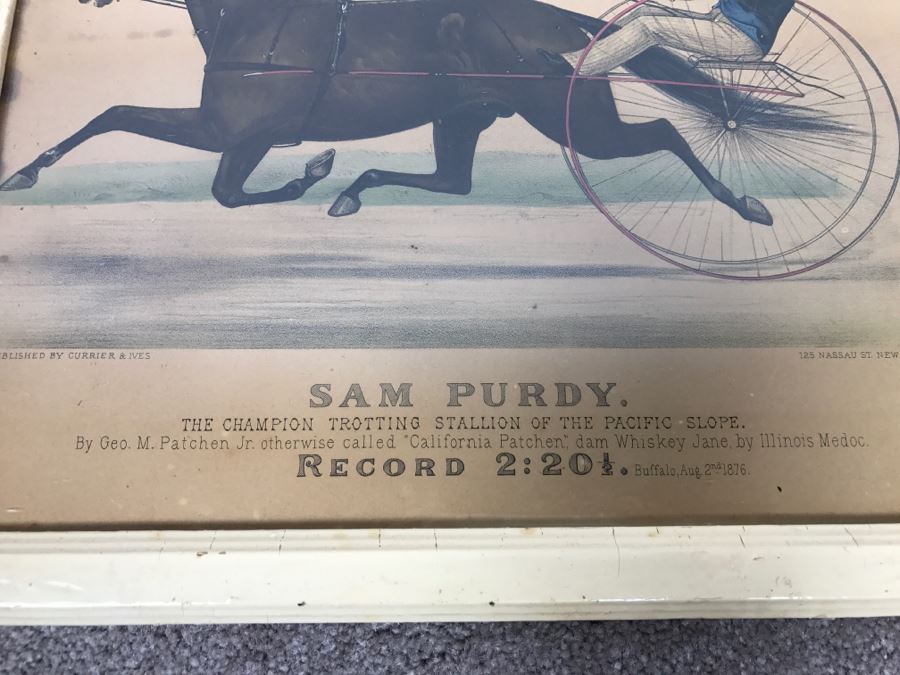 BLISHED BY CURRIER & IVES
125 NASSAU ST. NEW
SAM PURDY.
THE CHAMPION TROTTING STALLION OF THE PACIFIC SLOPE.
By Geo. M. Patchen Jr. otherwise called "California Patchen", dam Whiskey Jane, by Illinois Medoc.
RECORD 2:20½. Buffalo, Aug. 2nd 1876.